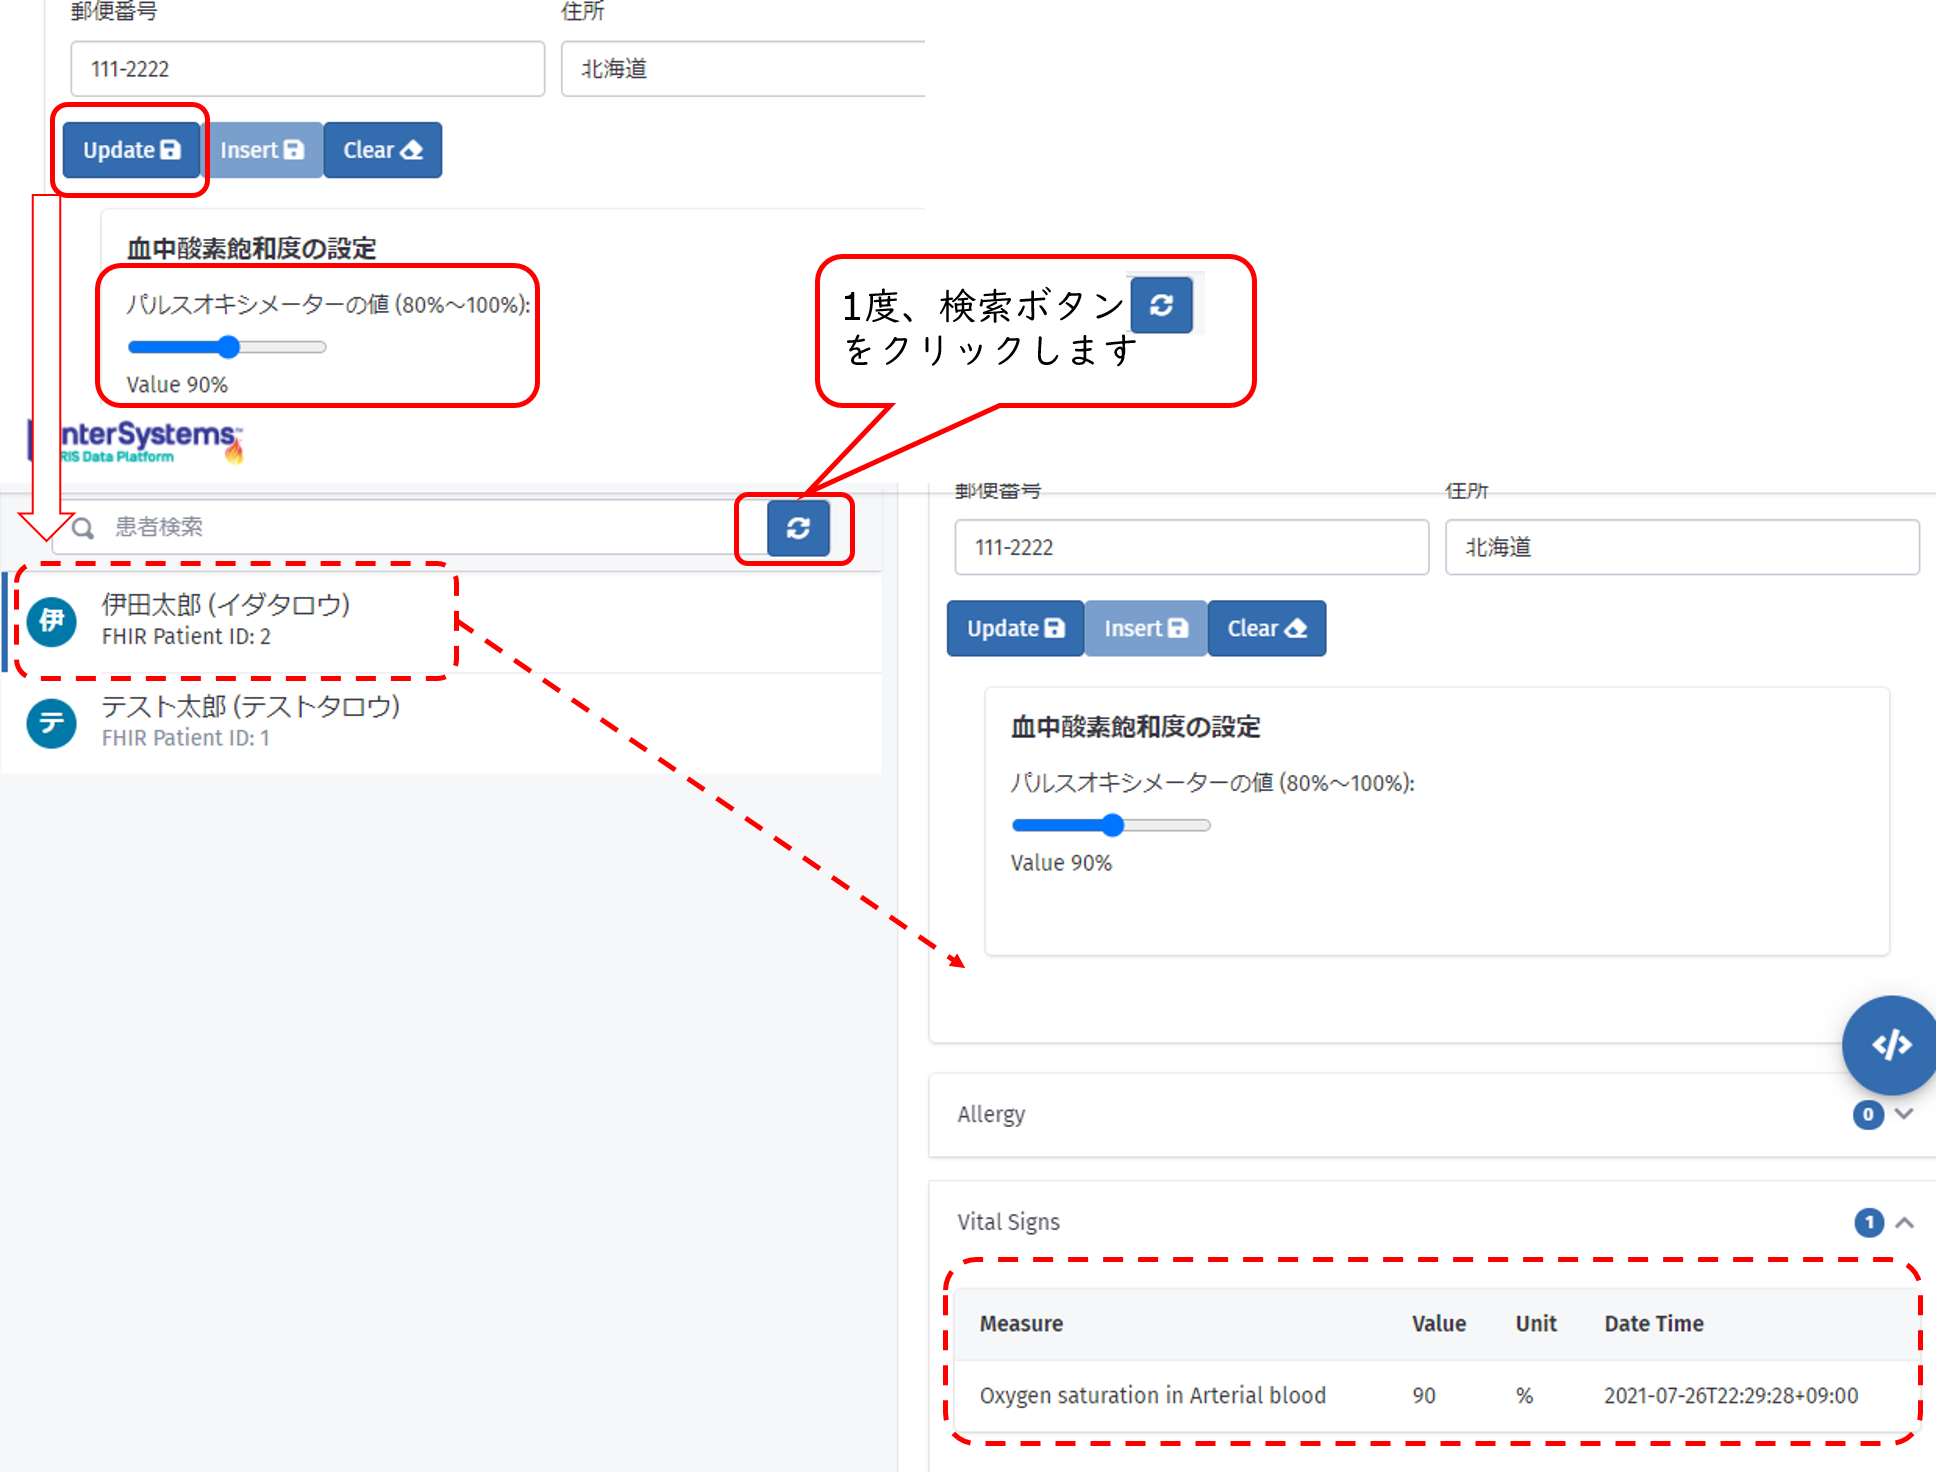 郵便番号
住所
111-2222
北海道
Update
Insert
Clear
血中酸素飽和度の設定
パルスオキシメーターの値 (80%～100%):
Value 90%
1度、検索ボタン
をクリックします
nterSystems™
RIS Data Platform
患者検索
伊
伊田太郎 (イダタロウ)
FHIR Patient ID: 2
テ
テスト太郎 (テストタロウ)
FHIR Patient ID: 1
郵便番号
住所
111-2222
北海道
Update
Insert
Clear
血中酸素飽和度の設定
パルスオキシメーターの値 (80%～100%):
Value 90%
</>
Allergy
0
Vital Signs
1
Measure Value Unit Date Time
Oxygen saturation in Arterial blood 90 % 2021-07-26T22:29:28+09:00